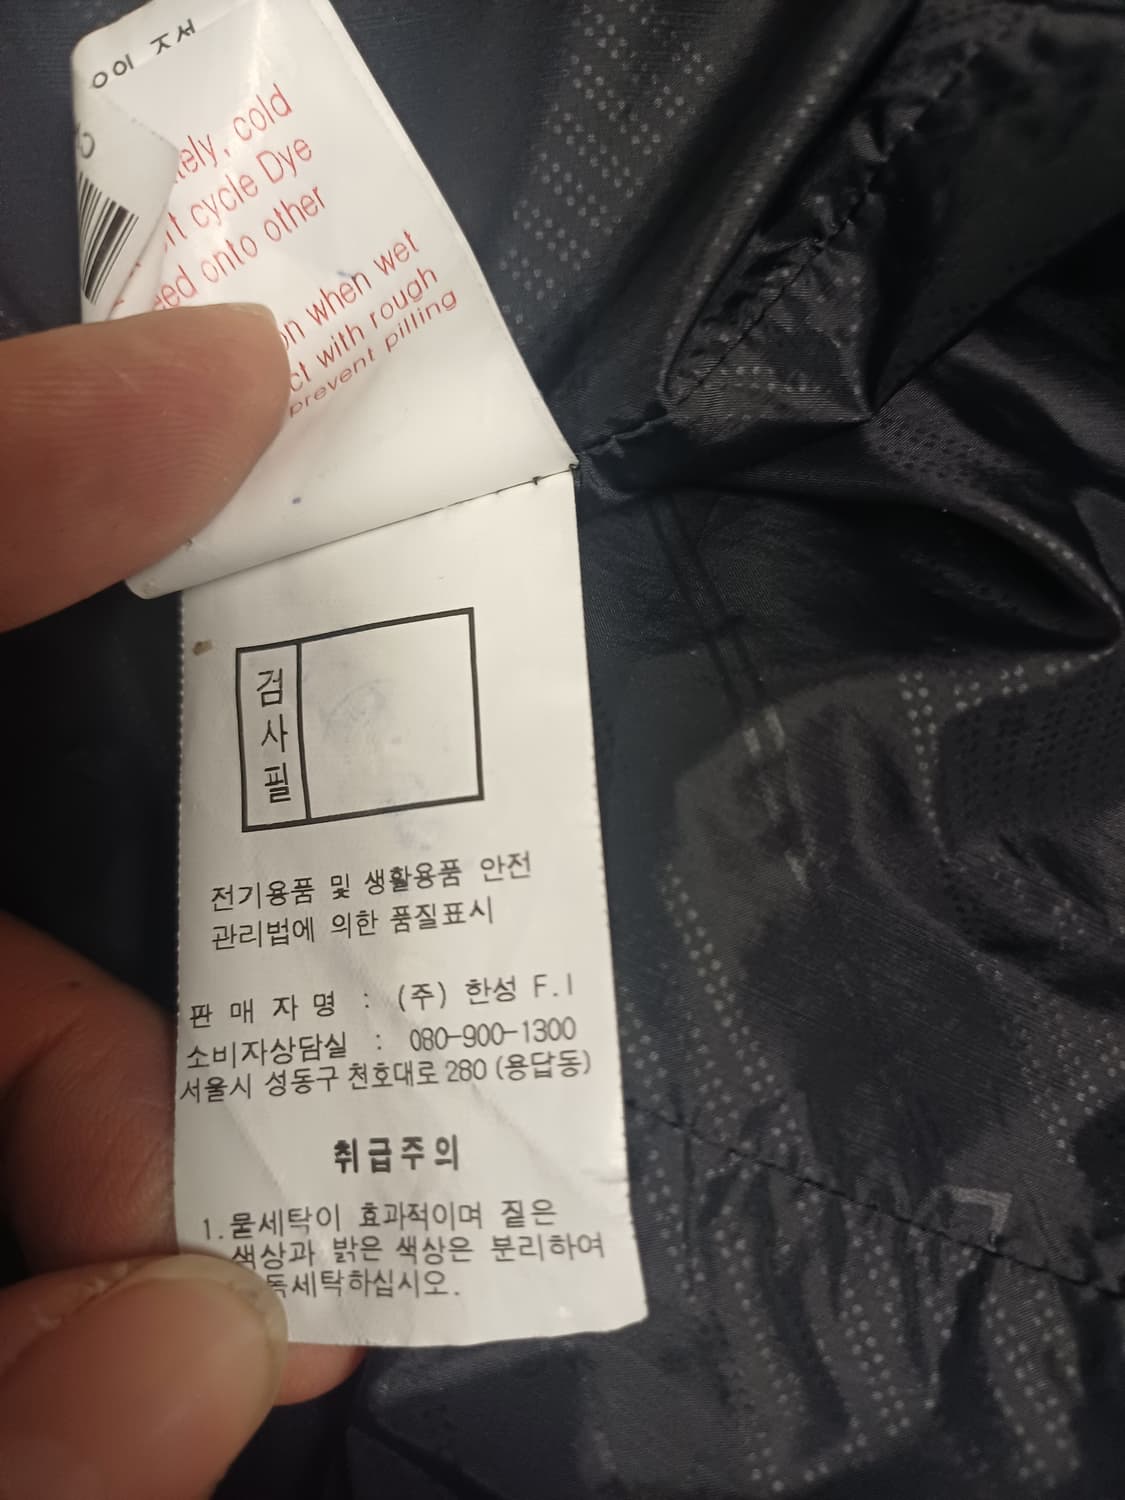 cold
cycle Dye
onto other
when wet
with rough
prevent pilling
검
사
필
전기용품 및 생활용품 안전
관리법에 의한 품질표시
판 매 자 명 : (주) 한성 F.I
소비자상담실 : 080-900-1300
서울시 성동구 천호대로 280 (용답동)
취급주의
1. 물세탁이 효과적이며 짙은
색상과 밝은 색상은 분리하여
독세탁하십시오.